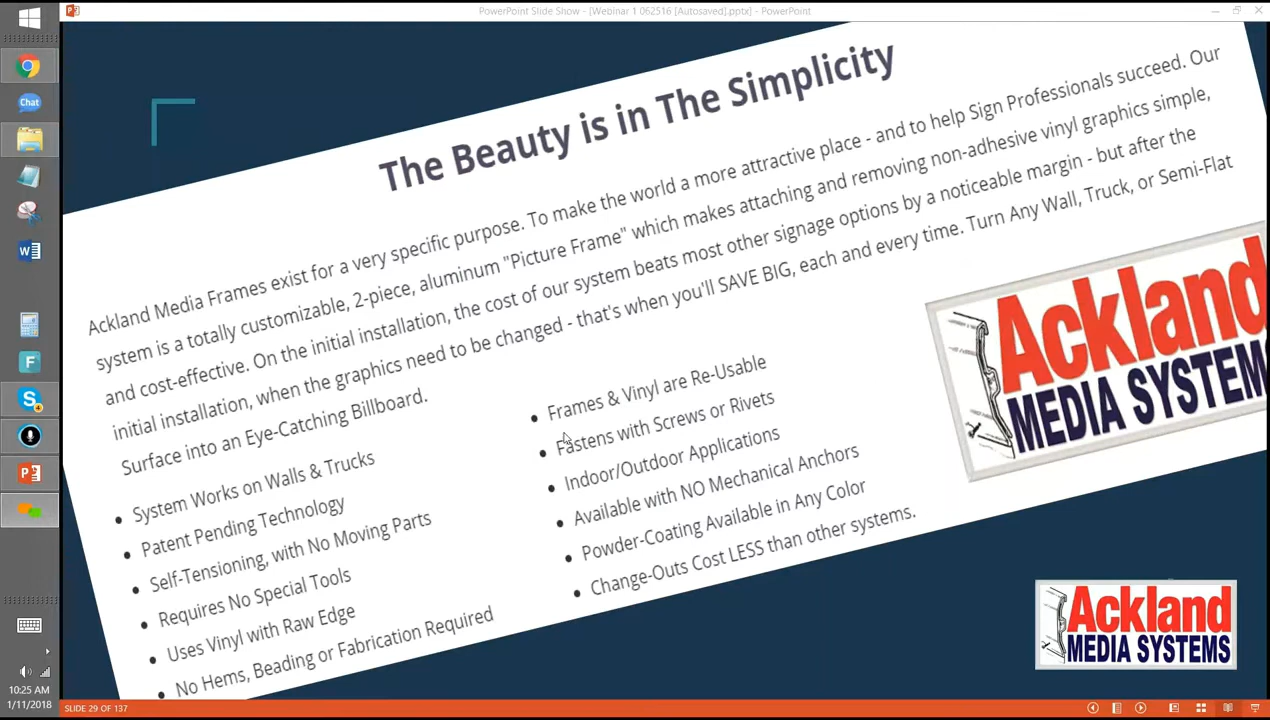 PowerPoint Slide Show - [Webinar 1 062516 [Autosaved].pptx] - PowerPoint
Chat
The Beauty is in The Simplicity
Ackland Media Frames exist for a very specific purpose. To make the world a more attractive place - and to help Sign Professionals succeed. Our
system is a totally customizable, 2-piece, aluminum "Picture Frame" which makes attaching and removing non-adhesive vinyl graphics simple,
and cost-effective. On the initial installation, the cost of our system beats most other signage options by a noticeable margin - but after the
initial installation, when the graphics need to be changed - that's when you'll SAVE BIG, each and every time. Turn Any Wall, Truck, or Semi-Flat
Surface into an Eye-Catching Billboard.
System Works on Walls & Trucks
Patent Pending Technology
Self-Tensioning, with No Moving Parts
Requires No Special Tools
Uses Vinyl with Raw Edge
No Hems, Beading or Fabrication Required
Frames & Vinyl are Re-Usable
Fastens with Screws or Rivets
Indoor/Outdoor Applications
Available with NO Mechanical Anchors
Powder-Coating Available in Any Color
Change-Outs Cost LESS than other systems.
Ackland
MEDIA SYSTEM
Ackland
MEDIA SYSTEMS
10:25 AM
1/11/2018
SLIDE 29 OF 137